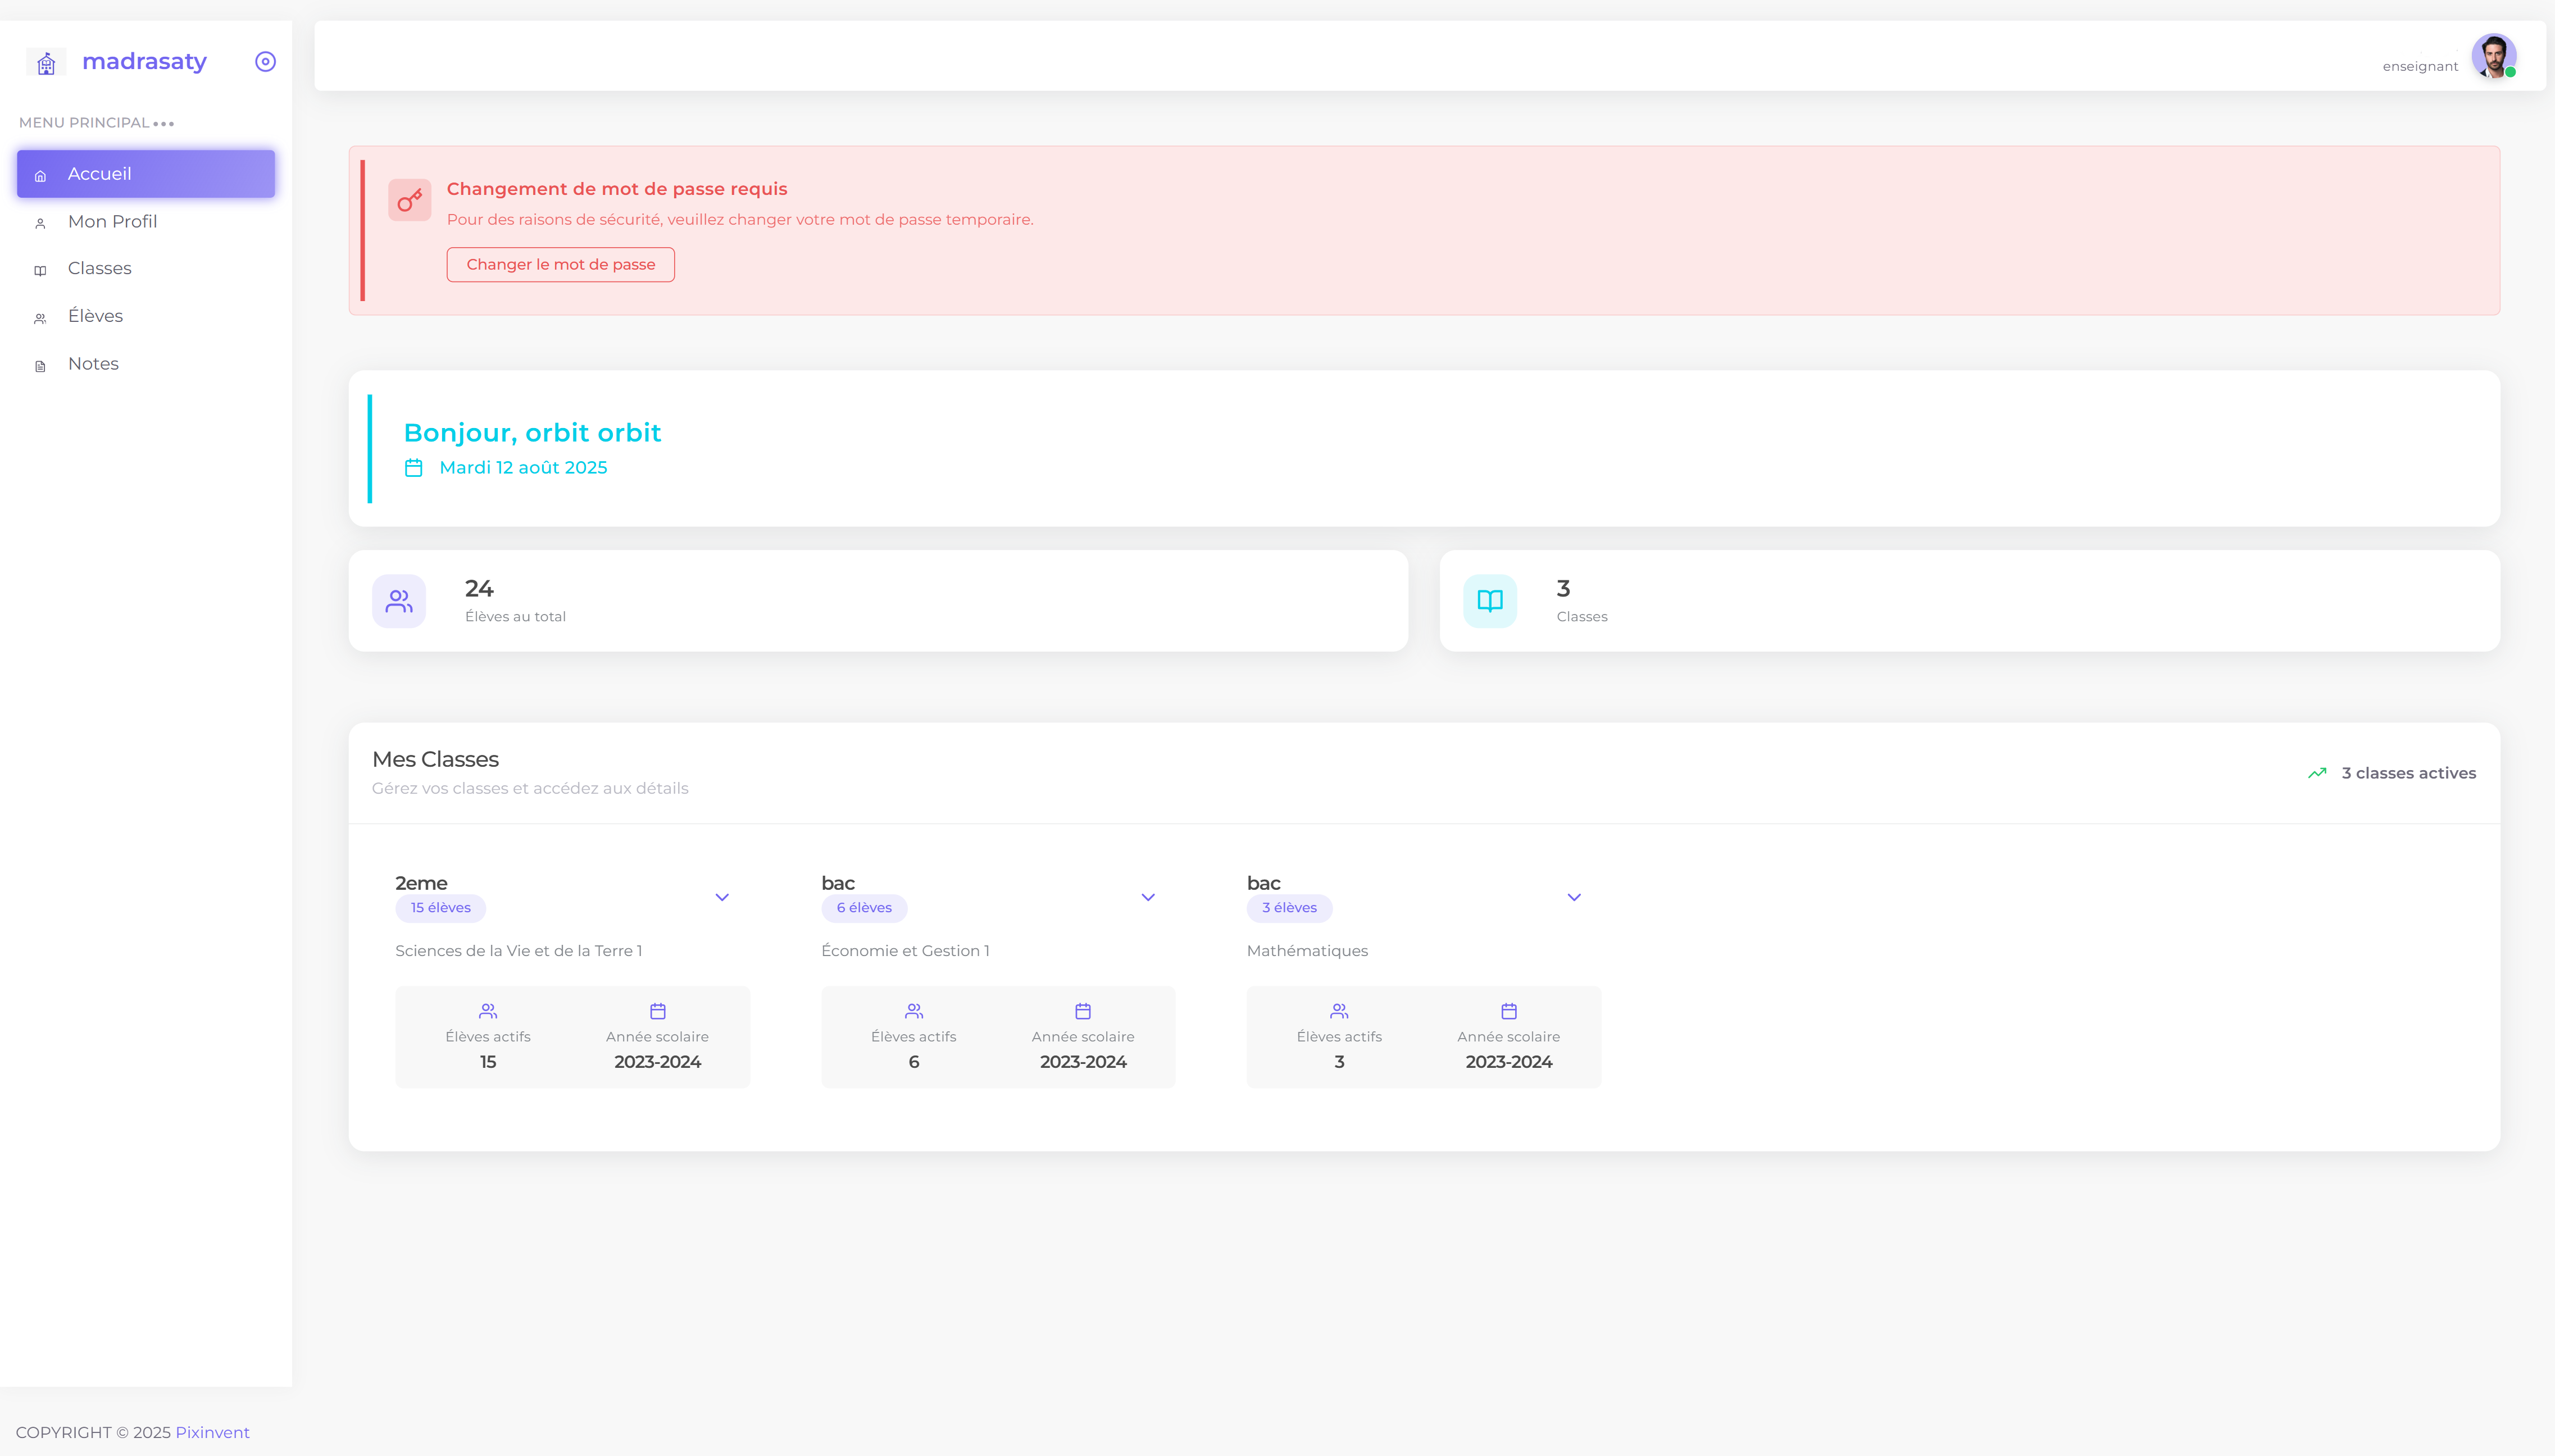 madrasaty
MENU PRINCIPAL
Accueil
Mon Profil
Classes
Élèves
Notes
enseignant
Changement de mot de passe requis
Pour des raisons de sécurité, veuillez changer votre mot de passe temporaire.
Changer le mot de passe
Bonjour, orbit orbit
Mardi 12 août 2025
24
Élèves au total
3
Classes
Mes Classes
Gérez vos classes et accédez aux détails
3 classes actives
2eme
15 élèves
Sciences de la Vie et de la Terre 1
Élèves actifs
15
Année scolaire
2023-2024
bac
6 élèves
Économie et Gestion 1
Élèves actifs
6
Année scolaire
2023-2024
bac
3 élèves
Mathématiques
Élèves actifs
3
Année scolaire
2023-2024
COPYRIGHT © 2025 Pixinvent